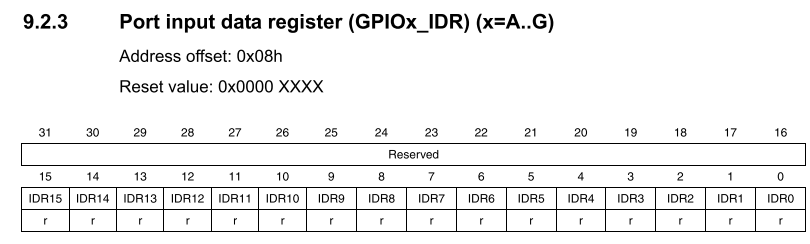 9.2.3 Port input data register (GPIOx_IDR) (x=A..G)
Address offset: 0x08h
Reset value: 0x0000 XXXX
31 30 29 28 27 26 25 24 23 22 21 20 19 18 17 16
Reserved
15 14 13 12 11 10 9 8 7 6 5 4 3 2 1 0
IDR15 IDR14 IDR13 IDR12 IDR11 IDR10 IDR9 IDR8 IDR7 IDR6 IDR5 IDR4 IDR3 IDR2 IDR1 IDR0
r r r r r r r r r r r r r r r r